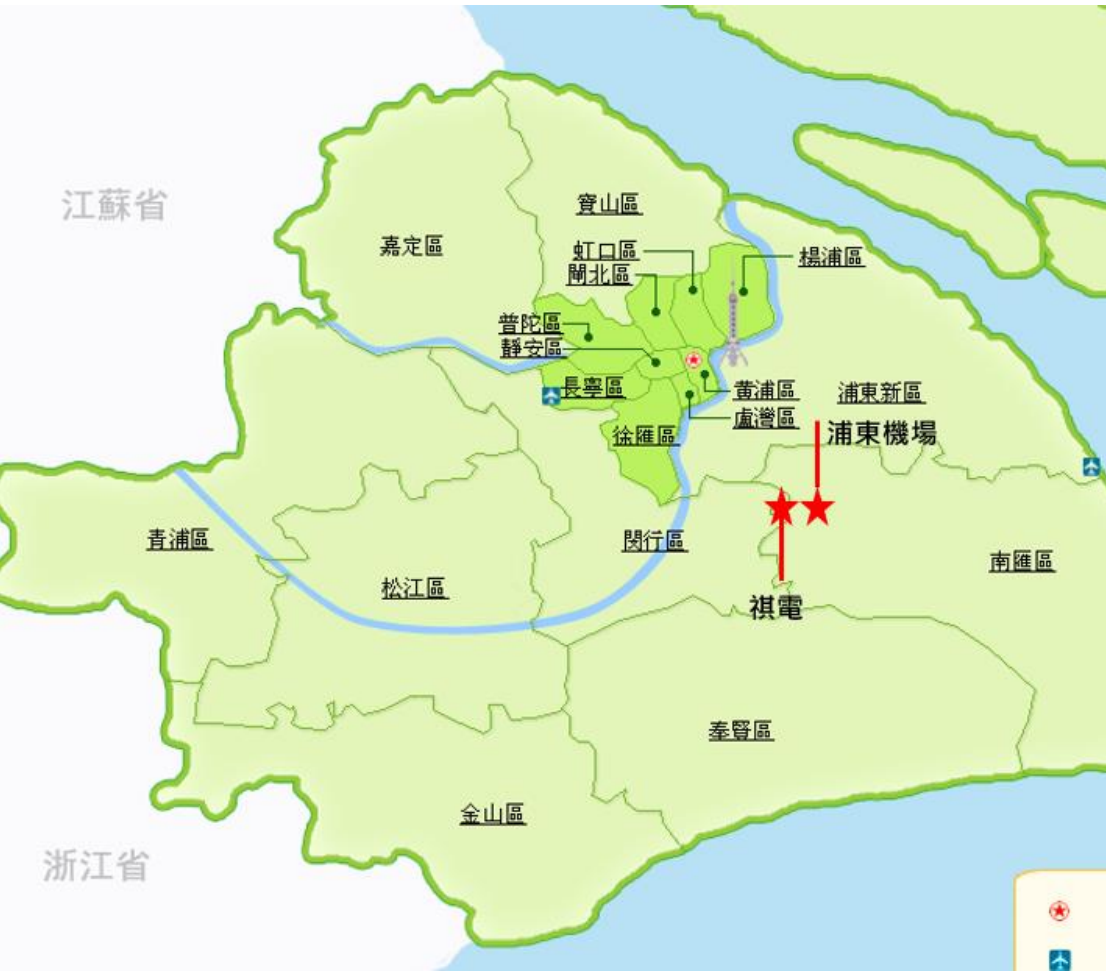 江蘇省
寶山區
嘉定區
虹口區
楊浦區
閘北區
普陀區
靜安區
長寧區
黃浦區
浦東新區
盧灣區
徐匯區
浦東機場
青浦區
閔行區
南匯區
松江區
祺電
奉賢區
金山區
浙江省